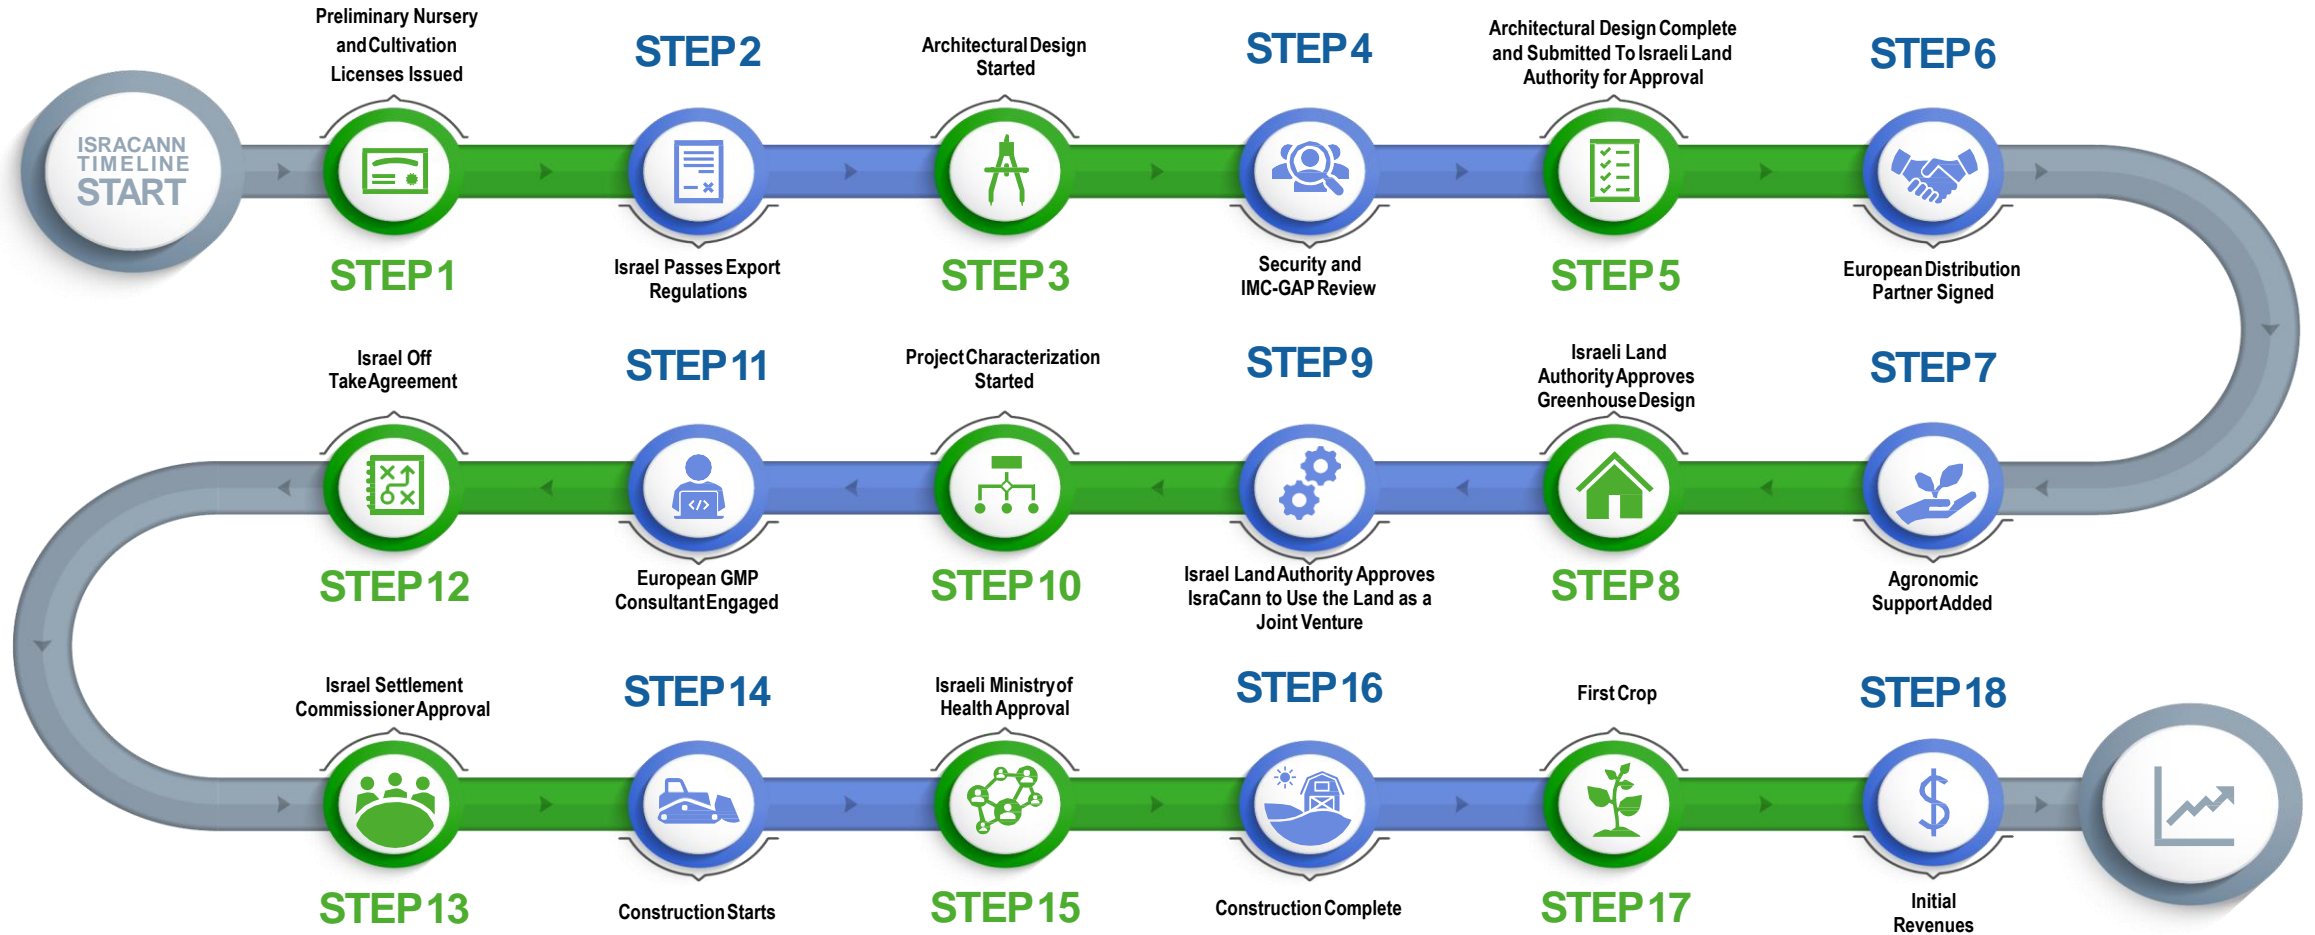 ISRACANN
TIMELINE
START
Preliminary Nursery
and Cultivation
Licenses Issued
STEP 1
STEP 2
Israel Passes Export
Regulations
Architectural Design
Started
STEP 3
STEP 4
Security and
IMC-GAP Review
Architectural Design Complete
and Submitted To Israeli Land
Authority for Approval
STEP 5
STEP 6
European Distribution
Partner Signed
STEP 7
Agronomic
Support Added
Israeli Land
Authority Approves
Greenhouse Design
STEP 8
STEP 9
Israel Land Authority Approves
IsraCann to Use the Land as a
Joint Venture
Project Characterization
Started
STEP 10
STEP 11
European GMP
Consultant Engaged
Israel Off
Take Agreement
STEP 12
Israel Settlement
Commissioner Approval
STEP 13
STEP 14
Construction Starts
Israeli Ministry of
Health Approval
STEP 15
STEP 16
Construction Complete
First Crop
STEP 17
STEP 18
Initial
Revenues